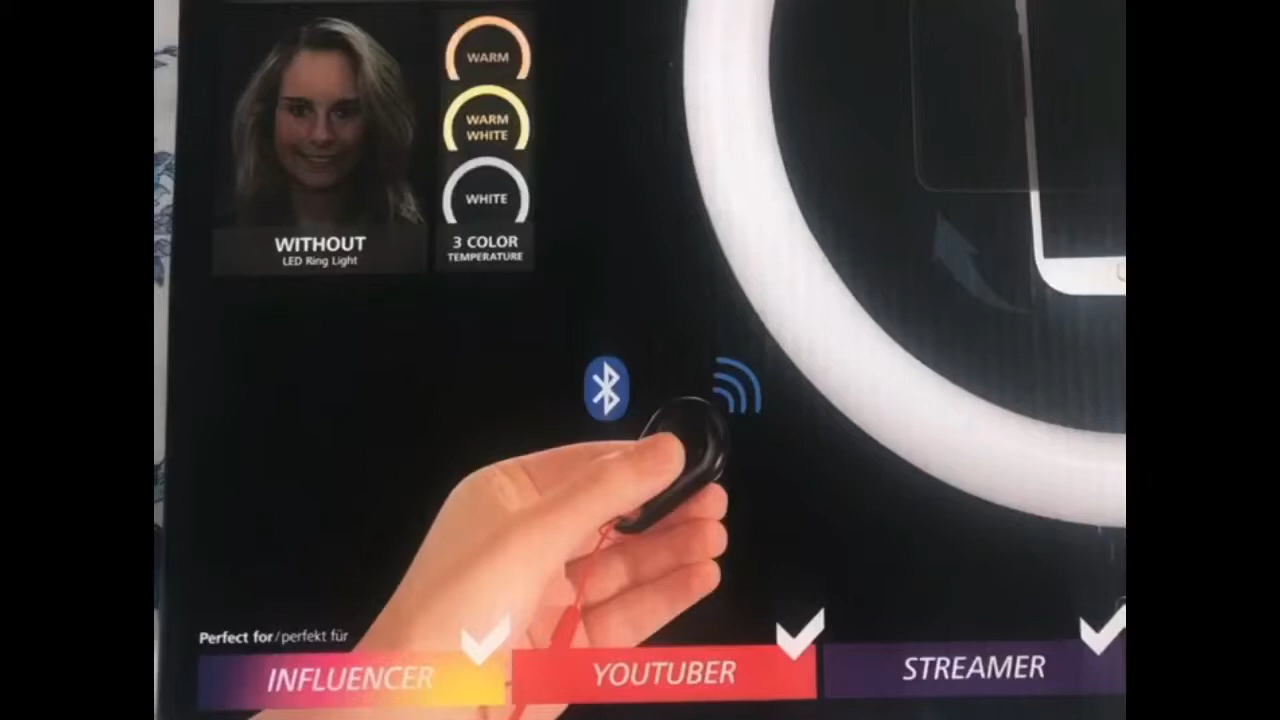 WARM
WARM
WHITE
WHITE
WITHOUT
LED Ring Light
3 COLOR
TEMPERATURE
Perfect for/perfekt für
INFLUENCER
YOUTUBER
STREAMER